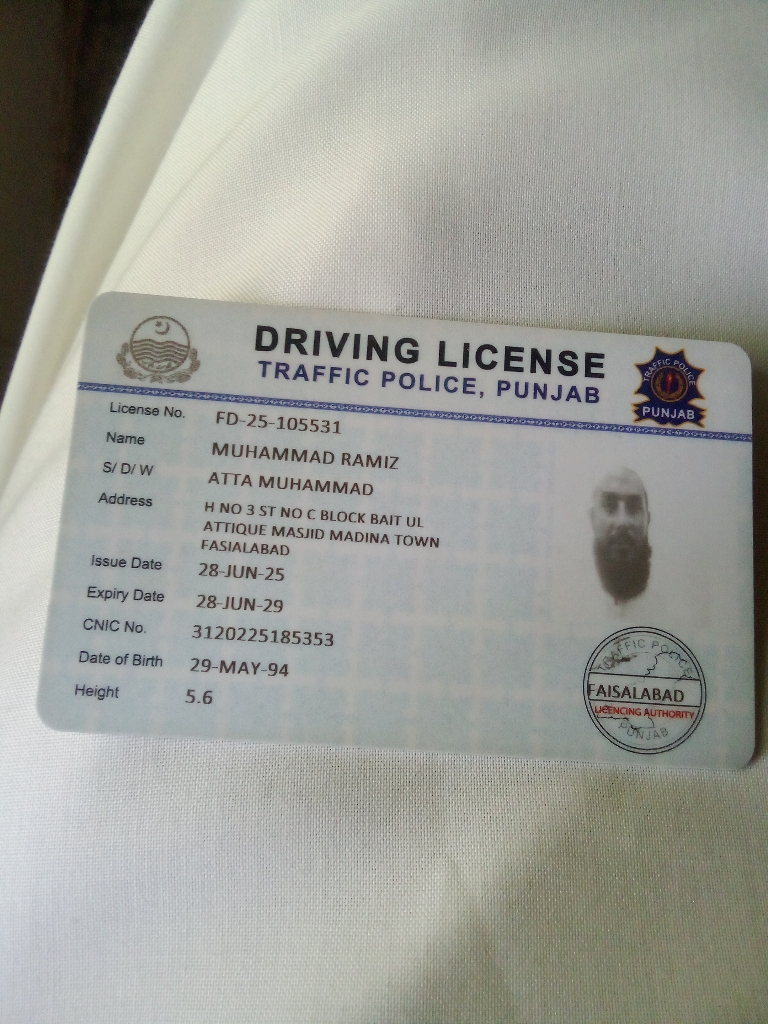 DRIVING LICENSE
TRAFFIC POLICE, PUNJAB
TRAFFIC POLICE
PUNJAB
License No. FD-25-105531
Name MUHAMMAD RAMIZ
S/ D/ W ATTA MUHAMMAD
Address H NO 3 ST NO C BLOCK BAIT UL
ATTIQUE MASJID MADINA TOWN
FASIALABAD
Issue Date 28-JUN-25
Expiry Date 28-JUN-29
CNIC No. 3120225185353
Date of Birth 29-MAY-94
Height 5.6
TRAFFIC POLICE
FAISALABAD
LICENCING AUTHORITY
PUNJAB